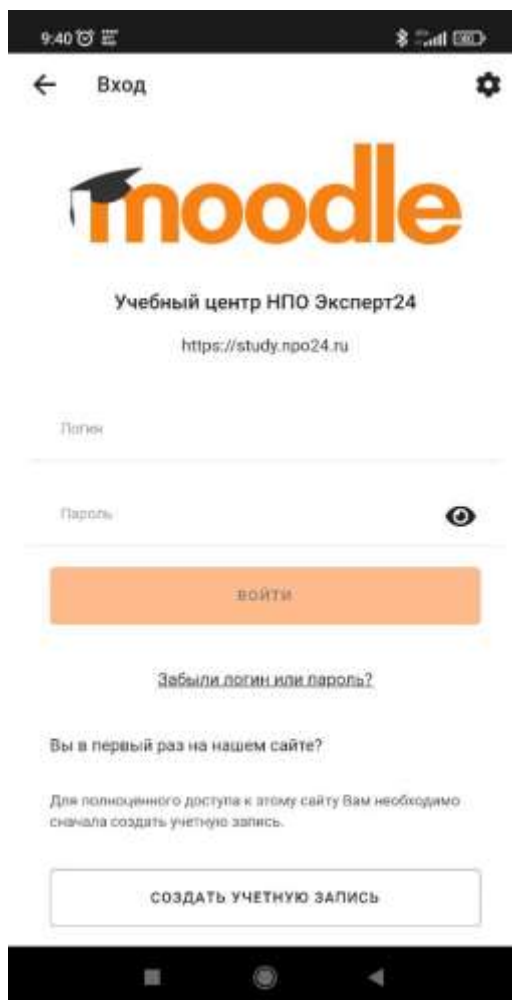 9:40
Вход
moodle
Учебный центр НПО Эксперт24
https://study.npo24.ru
Логин
Пароль
ВОЙТИ
Забыли логин или пароль?
Вы в первый раз на нашем сайте?
Для полноценного доступа к этому сайту Вам необходимо
сначала создать учетную запись.
СОЗДАТЬ УЧЕТНУЮ ЗАПИСЬ